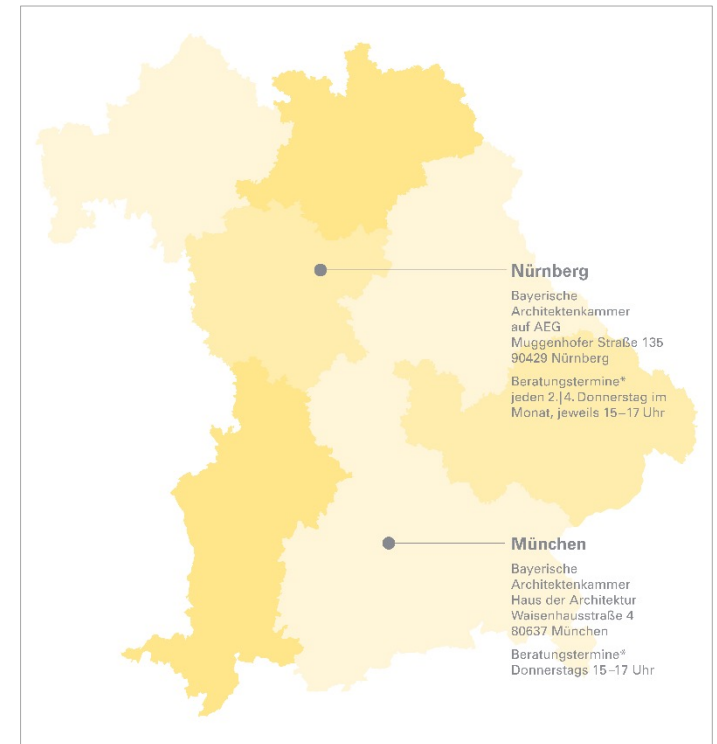 Nürnberg
Bayerische
Architektenkammer
auf AEG
Muggenhofer Straße 135
90429 Nürnberg
Beratungstermine*
jeden 2.|4. Donnerstag im
Monat, jeweils 15–17 Uhr
München
Bayerische
Architektenkammer
Haus der Architektur
Waisenhausstraße 4
80637 München
Beratungstermine*
Donnerstags 15–17 Uhr